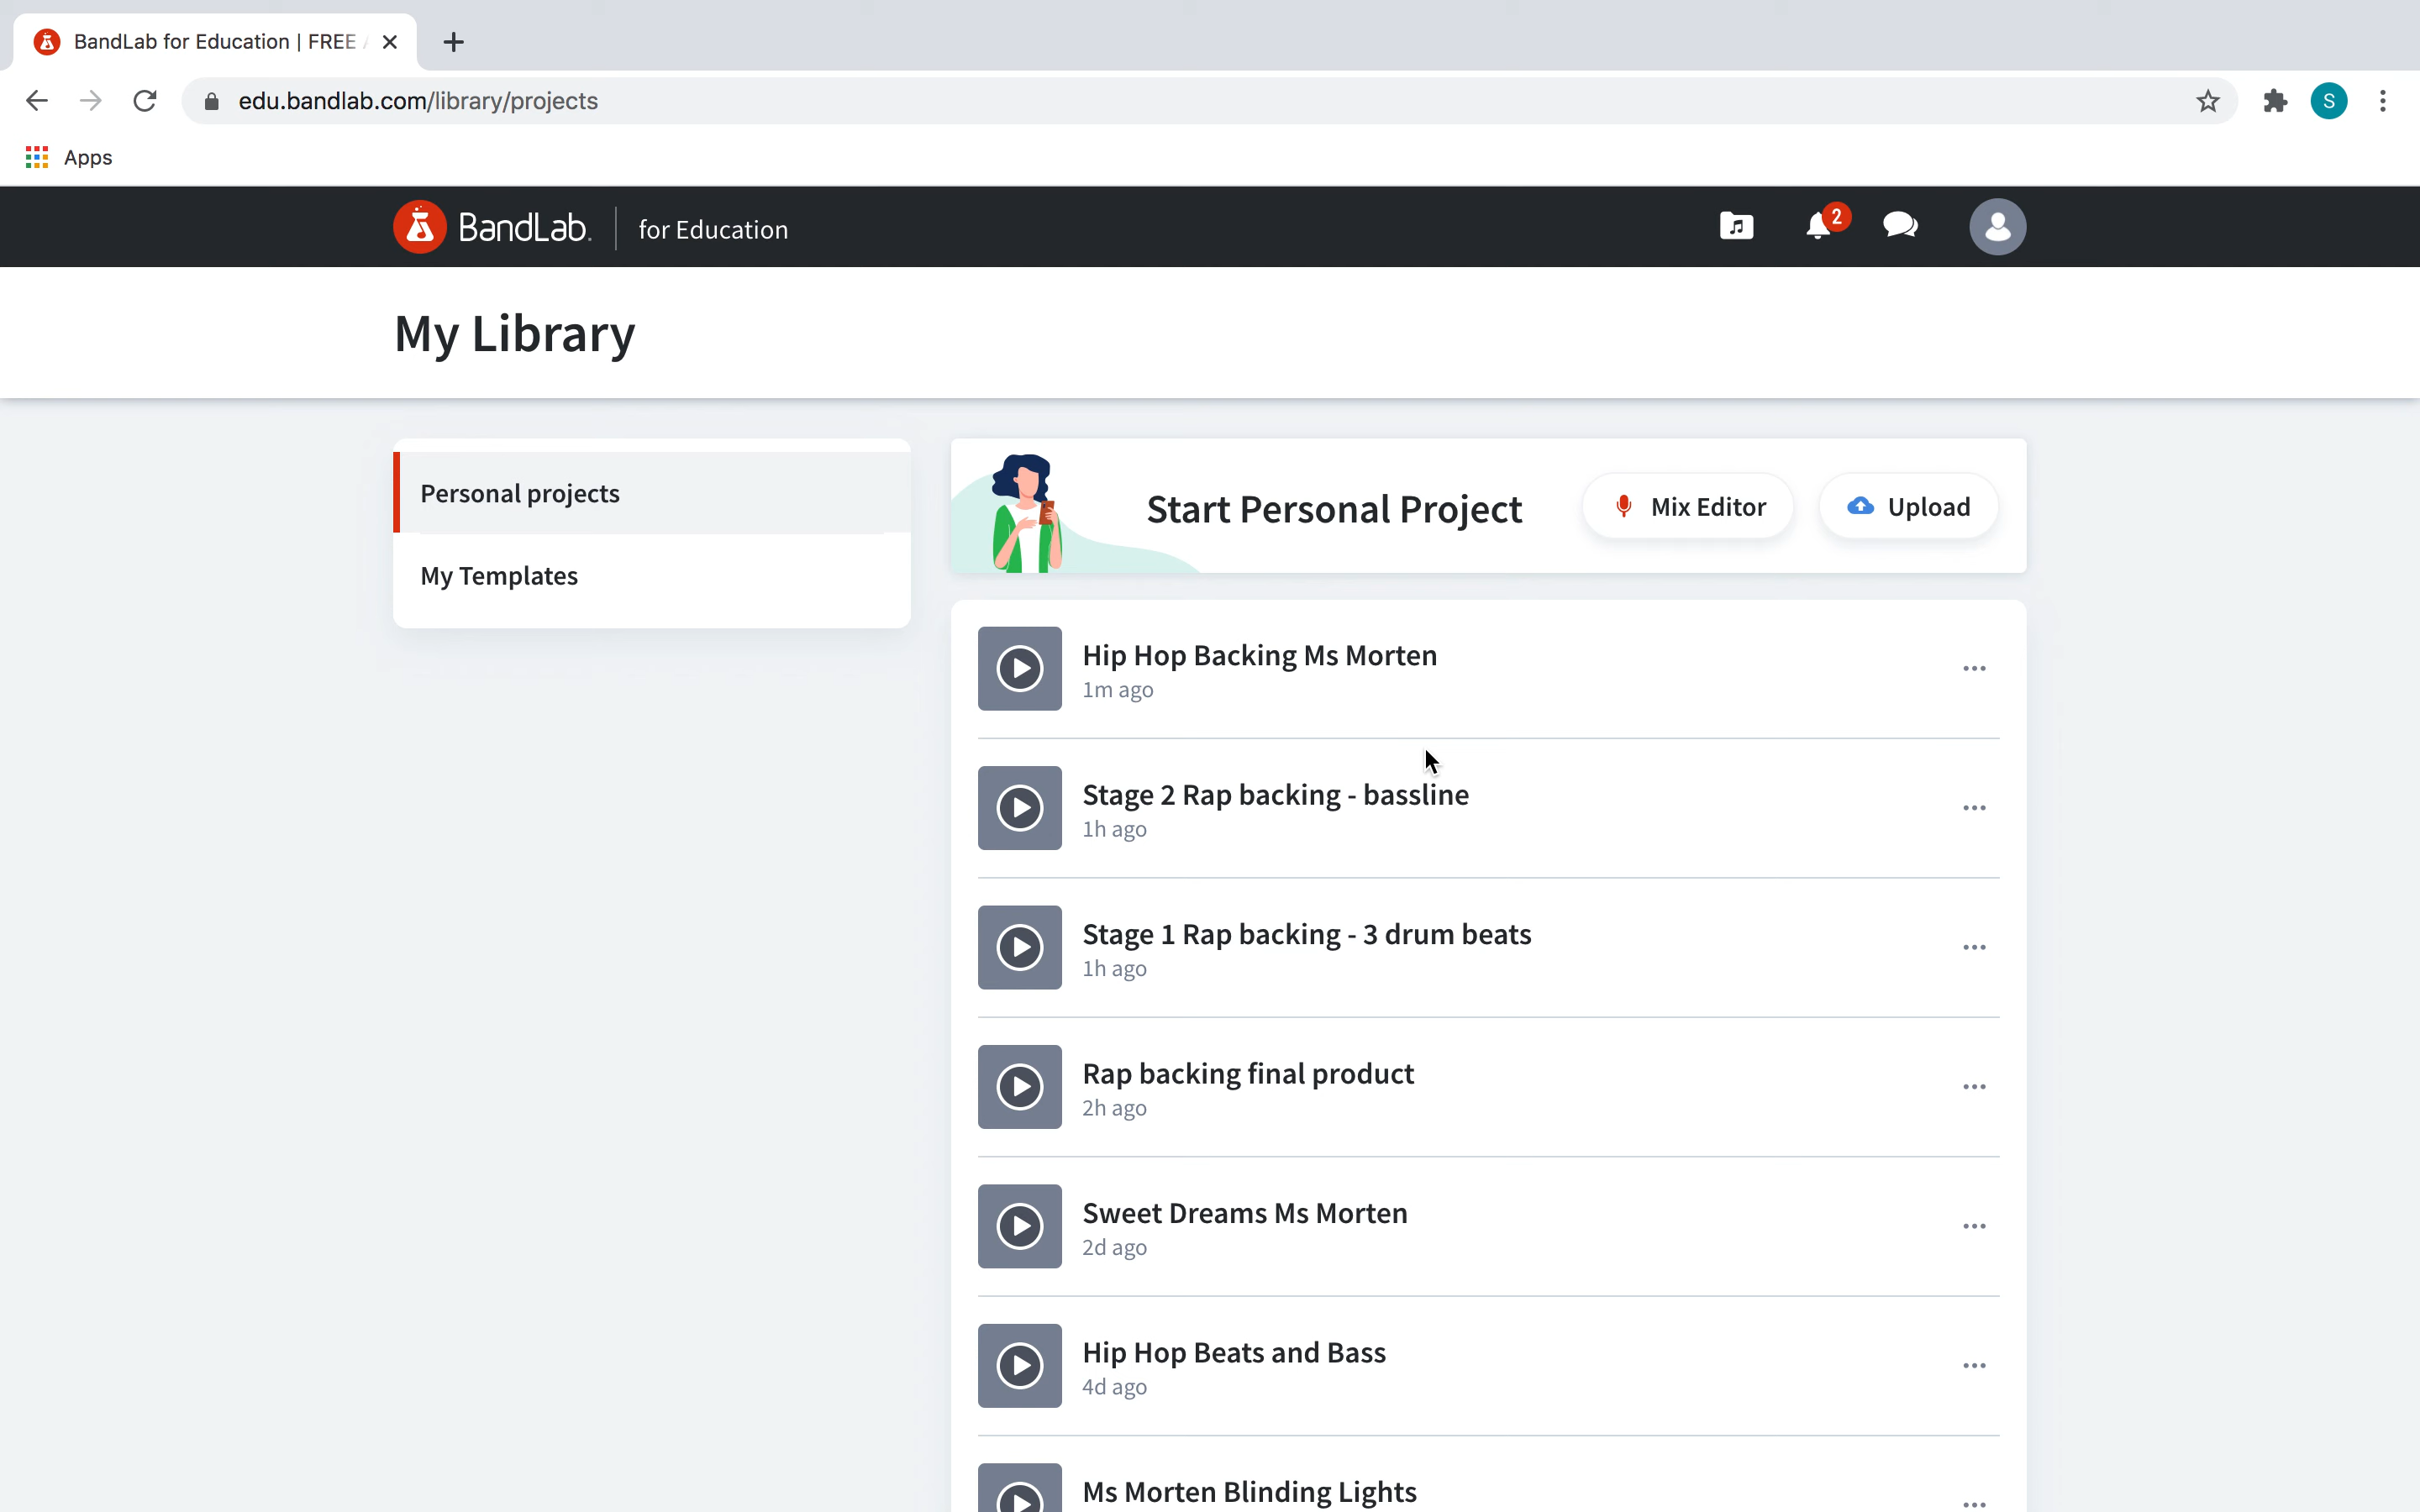 BandLab for Education | FREE
edu.bandlab.com/library/projects
S
Apps
BandLab. for Education
2
My Library
Personal projects
My Templates
Start Personal Project
Mix Editor
Upload
Hip Hop Backing Ms Morten
1m ago
Stage 2 Rap backing - bassline
1h ago
Stage 1 Rap backing - 3 drum beats
1h ago
Rap backing final product
2h ago
Sweet Dreams Ms Morten
2d ago
Hip Hop Beats and Bass
4d ago
Ms Morten Blinding Lights